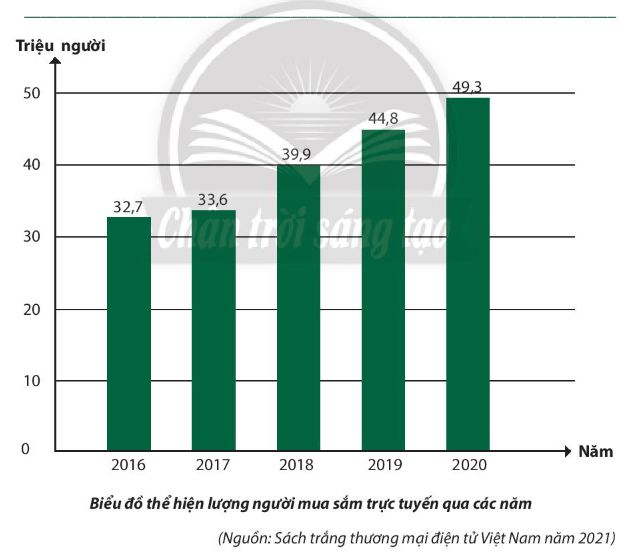 Triệu người
50
49,3
44,8
40
39,9
32,7
33,6
Chân trời sáng tạo
30
20
10
0
Năm
2016 2017 2018 2019 2020
Biểu đồ thể hiện lượng người mua sắm trực tuyến qua các năm
(Nguồn: Sách trắng thương mại điện tử Việt Nam năm 2021)